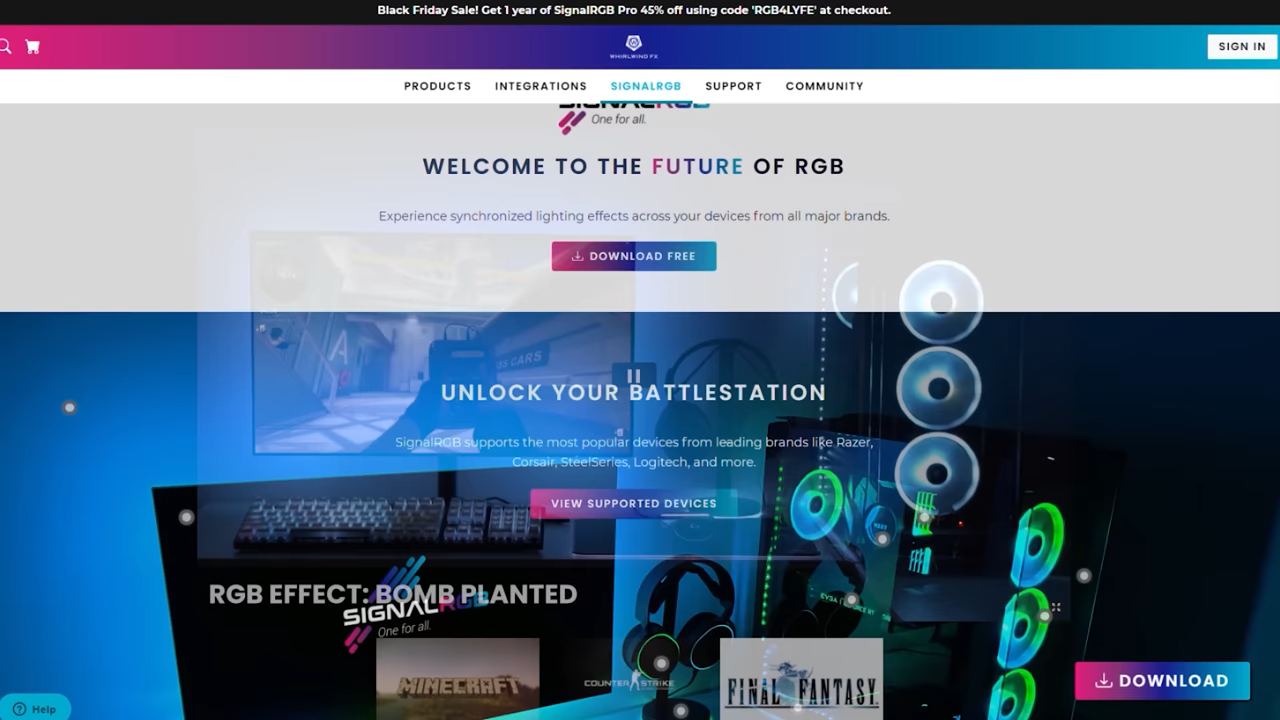 Black Friday Sale! Get 1 year of SignalRGB Pro 45% off using code 'RGB4LYFE' at checkout.
WHIRLWIND FX
SIGN IN
PRODUCTS INTEGRATIONS SIGNALRGB SUPPORT COMMUNITY
SIGNALRGB
One for all.
WELCOME TO THE FUTURE OF RGB
Experience synchronized lighting effects across your devices from all major brands.
DOWNLOAD FREE
A
CARS
UNLOCK YOUR BATTLESTATION
SignalRGB supports the most popular devices from leading brands like Razer,
Corsair, SteelSeries, Logitech, and more.
VIEW SUPPORTED DEVICES
RGB EFFECT: BOMB PLANTED
SIGNALRGB
One for all.
MINECRAFT
COUNTER STRIKE
FINAL FANTASY
DOWNLOAD
Help